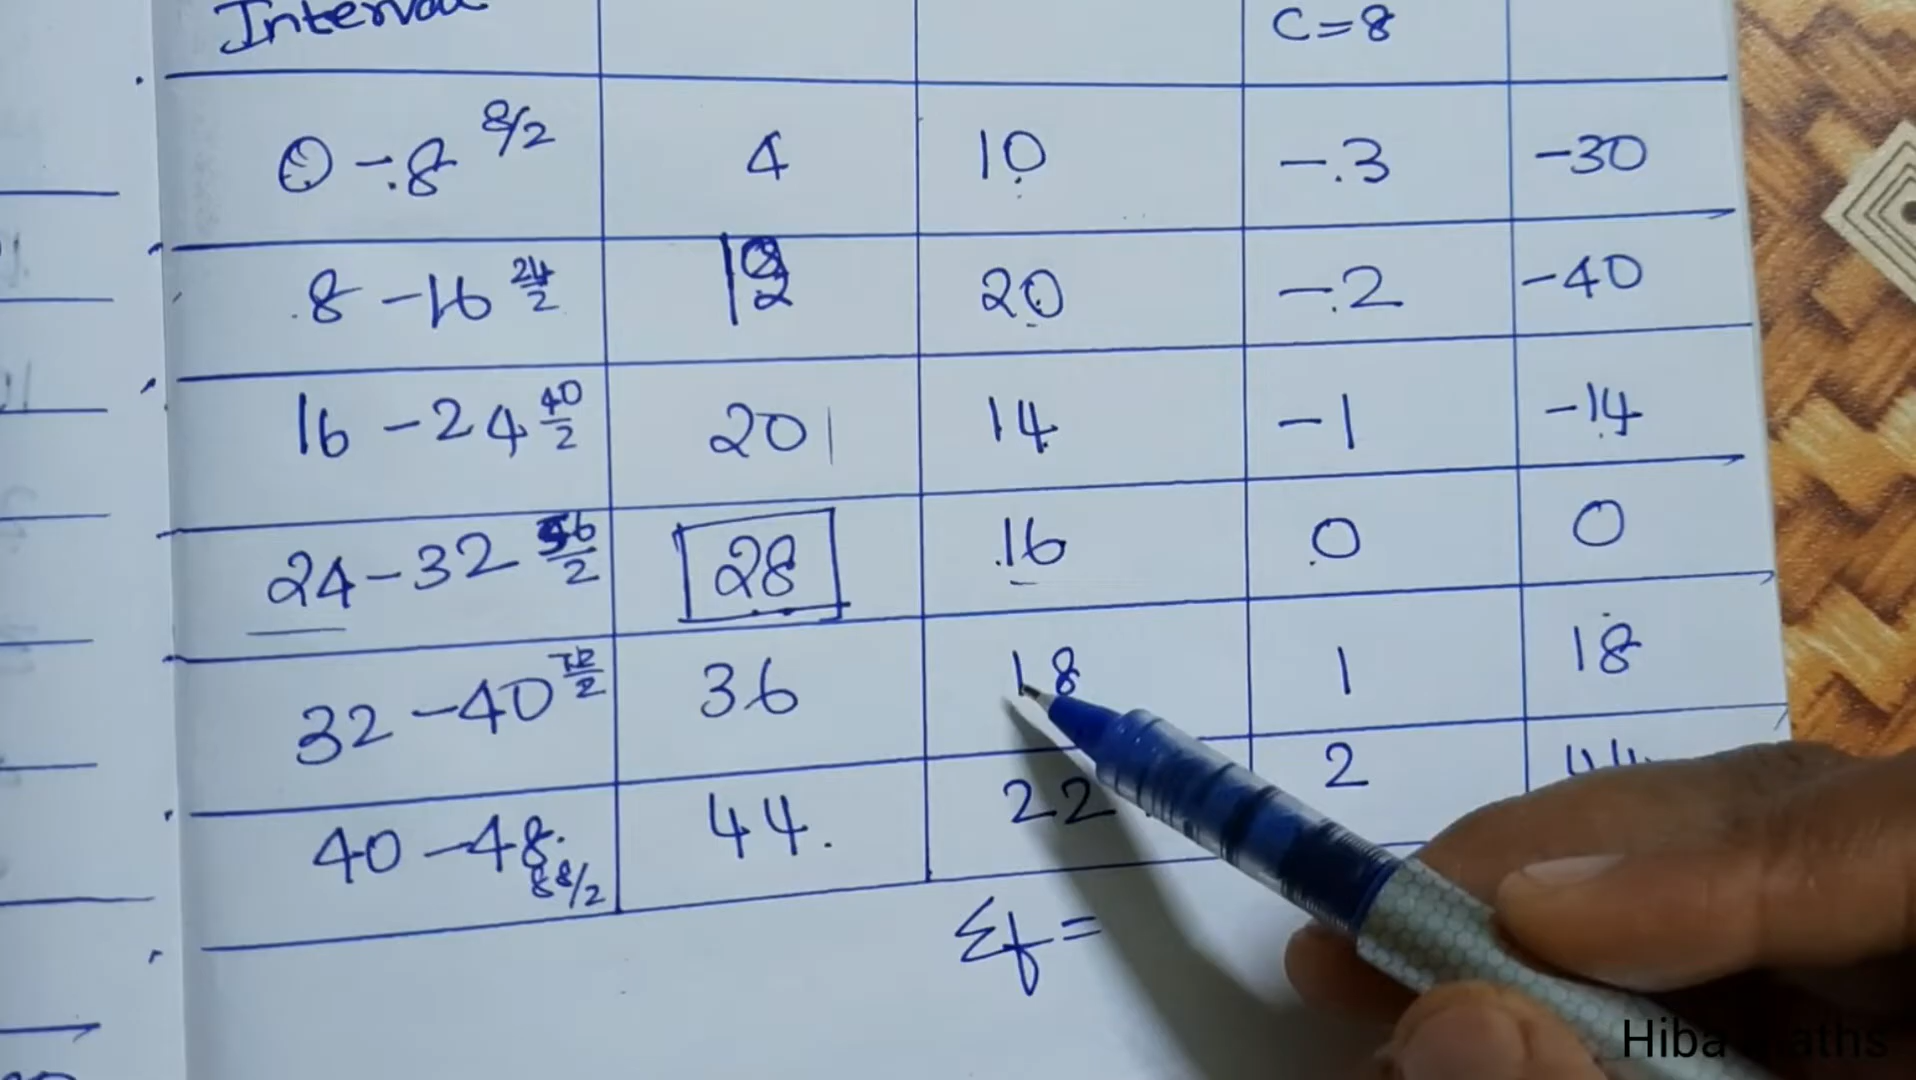 Interval C=8
0-8 8/2 4 10 -3 -30
8-16 24/2 12 20 -2 -40
16-24 40/2 20 14 -1 -14
24-32 56/2 28 16 0 0
32-40 72/2 36 18 1 18
40-48 88/2 44 22 2 44
Σf=
Hiba Maths